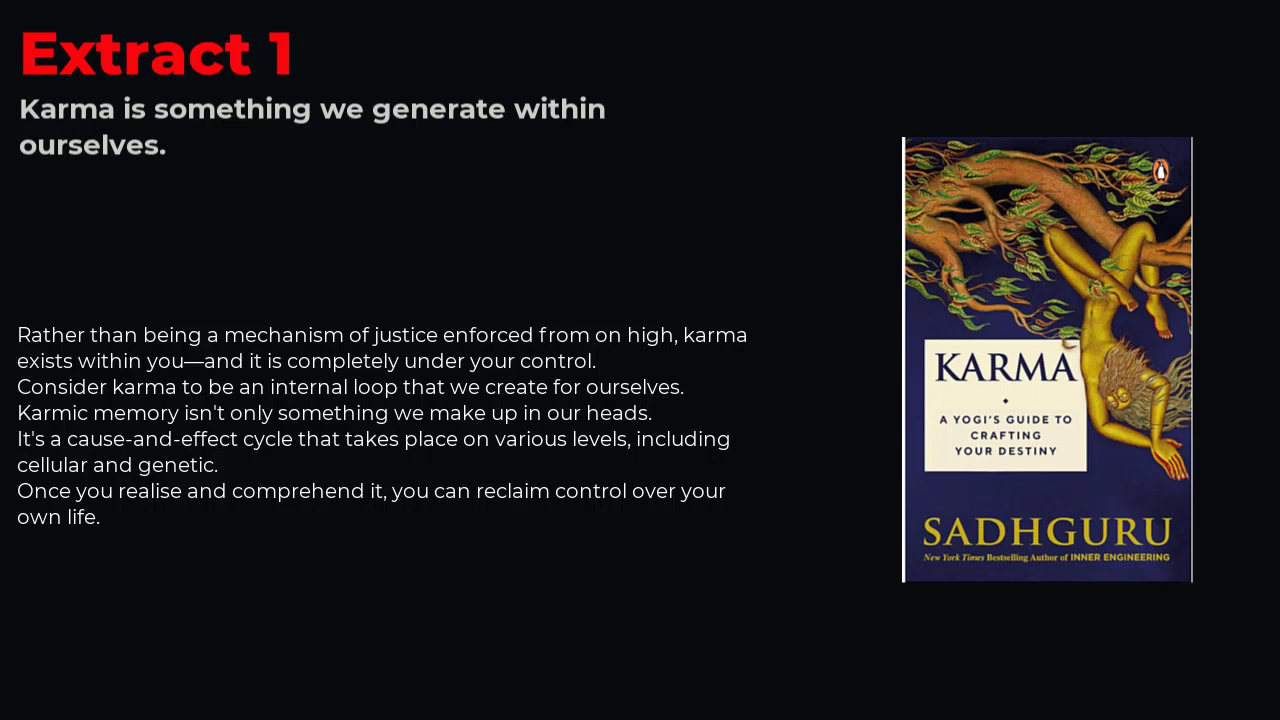 Extract 1
Karma is something we generate within
ourselves.
Rather than being a mechanism of justice enforced from on high, karma
exists within you—and it is completely under your control.
Consider karma to be an internal loop that we create for ourselves.
Karmic memory isn't only something we make up in our heads.
It's a cause-and-effect cycle that takes place on various levels, including
cellular and genetic.
Once you realise and comprehend it, you can reclaim control over your
own life.
KARMA
A YOGI'S GUIDE TO
CRAFTING
YOUR DESTINY
SADHGURU
New York Times Bestselling Author of INNER ENGINEERING